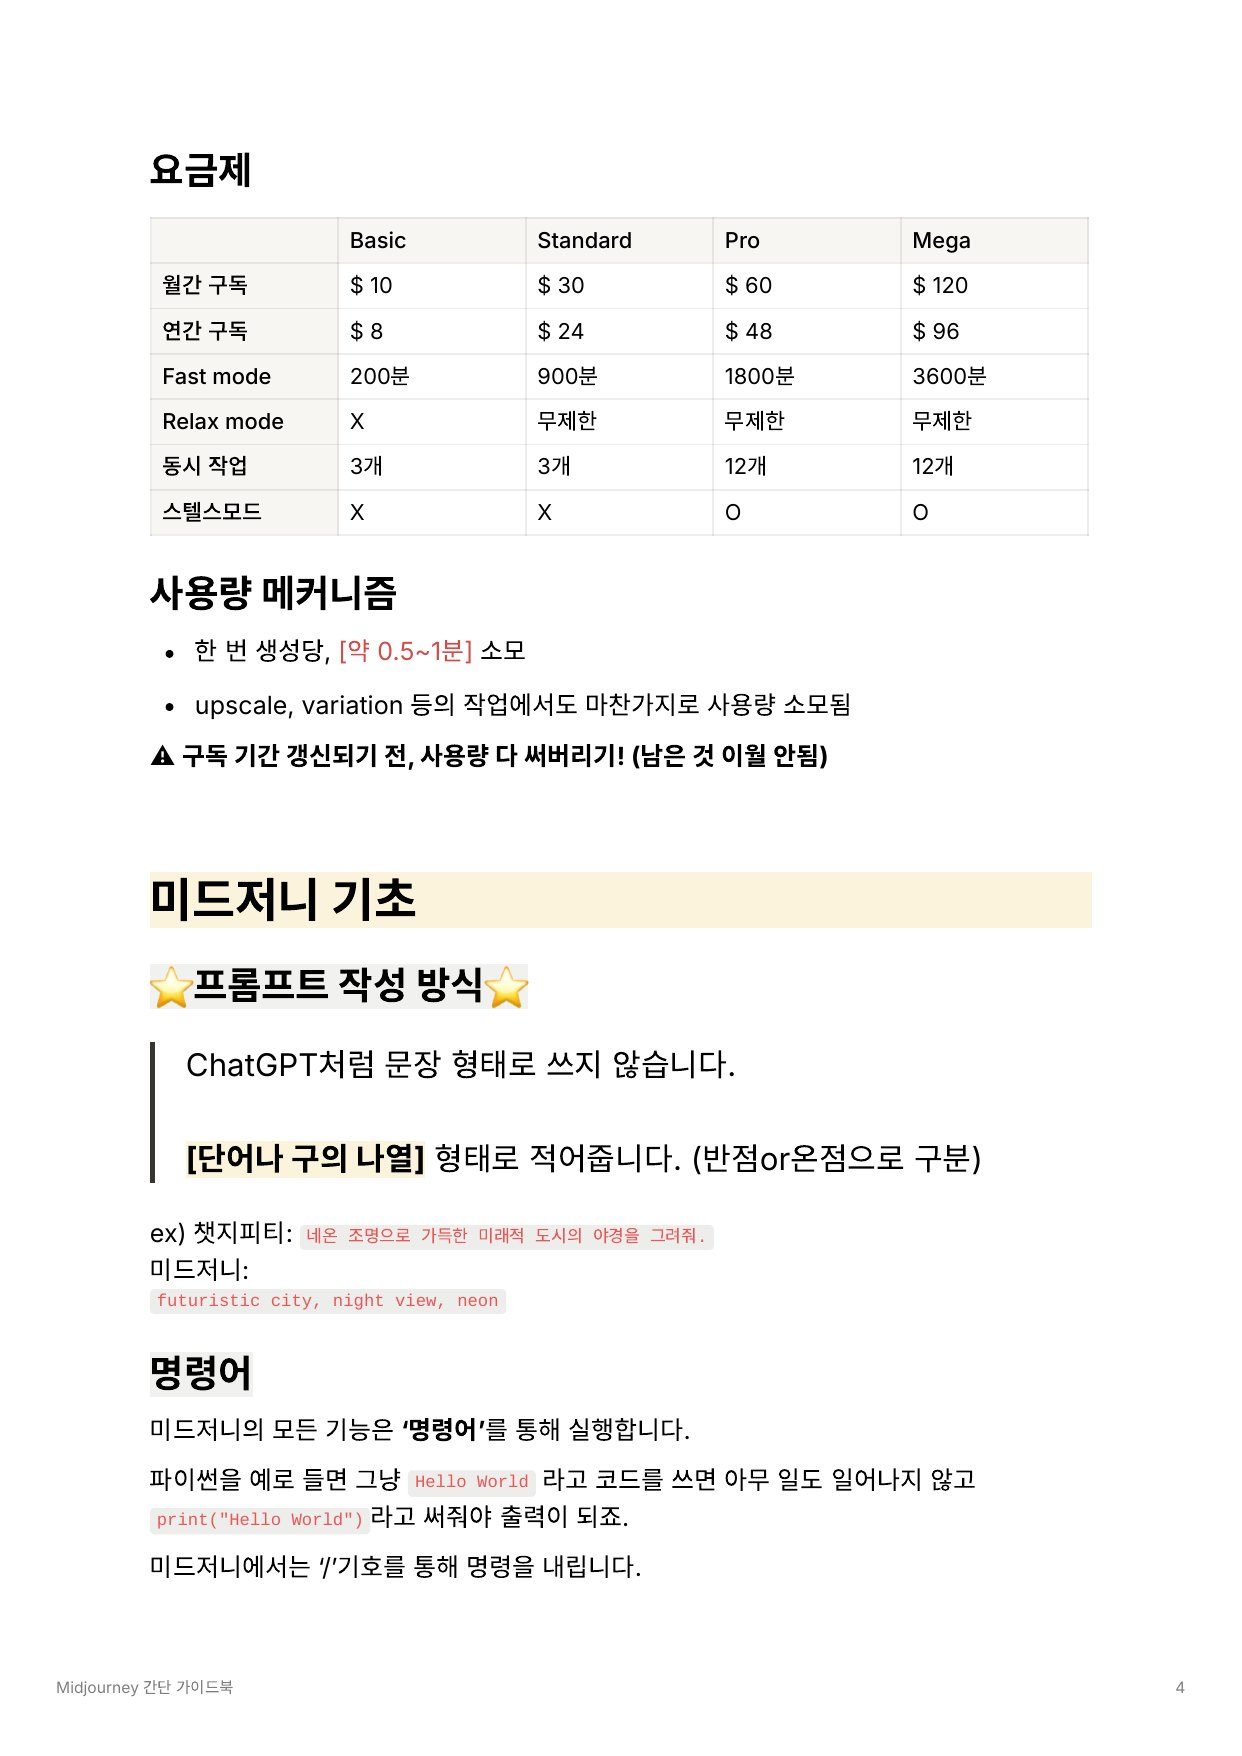 요금제
Basic Standard Pro Mega
월간 구독 $ 10 $ 30 $ 60 $ 120
연간 구독 $ 8 $ 24 $ 48 $ 96
Fast mode 200분 900분 1800분 3600분
Relax mode X 무제한 무제한 무제한
동시 작업 3개 3개 12개 12개
스텔스모드 X X O O
사용량 메커니즘
• 한 번 생성당, [약 0.5~1분] 소모
• upscale, variation 등의 작업에서도 마찬가지로 사용량 소모됨
⚠ 구독 기간 갱신되기 전, 사용량 다 써버리기! (남은 것 이월 안됨)
미드저니 기초
⭐프롬프트 작성 방식⭐
ChatGPT처럼 문장 형태로 쓰지 않습니다.
[단어나 구의 나열] 형태로 적어줍니다. (반점or온점으로 구분)
ex) 챗지피티: 네온 조명으로 가득한 미래적 도시의 야경을 그려줘.
미드저니:
futuristic city, night view, neon
명령어
미드저니의 모든 기능은 ‘명령어’를 통해 실행합니다.
파이썬을 예로 들면 그냥 Hello World 라고 코드를 쓰면 아무 일도 일어나지 않고
print("Hello World")라고 써줘야 출력이 되죠.
미드저니에서는 ‘/’기호를 통해 명령을 내립니다.
Midjourney 간단 가이드북 4